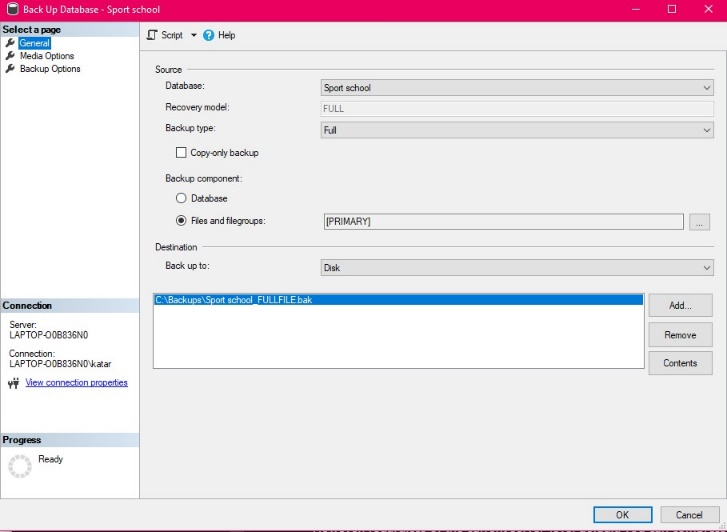 Back Up Database - Sport school
Select a page
General
Media Options
Backup Options
Script
Help
Source
Database:
Sport school
Recovery model:
FULL
Backup type:
Full
Copy-only backup
Backup component:
Database
Files and filegroups:
[PRIMARY]
...
Destination
Back up to:
Disk
C:\Backups\Sport school_FULLFILE.bak
Add...
Remove
Contents
Connection
Server:
LAPTOP-O0B836N0
Connection:
LAPTOP-O0B836N0\katar
View connection properties
Progress
Ready
OK
Cancel